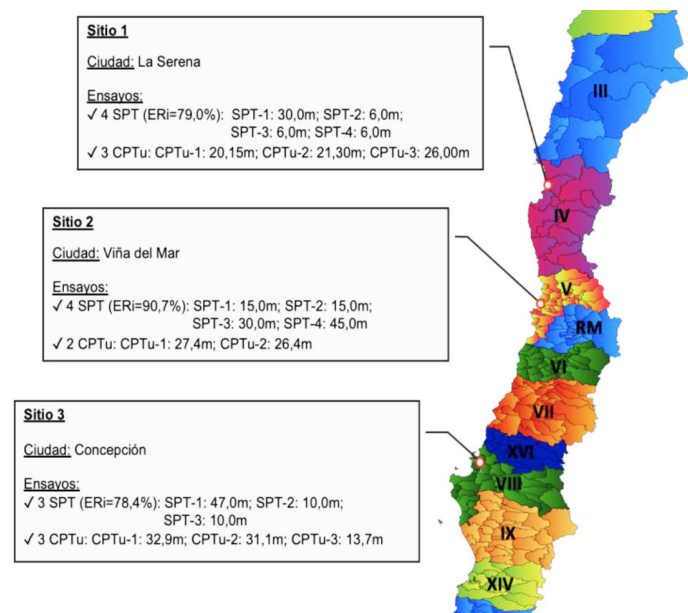 Sitio 1
Ciudad: La Serena
Ensayos:
✓ 4 SPT (ERi=79,0%): SPT-1: 30,0m; SPT-2: 6,0m;
SPT-3: 6,0m; SPT-4: 6,0m
✓ 3 CPTu: CPTu-1: 20,15m; CPTu-2: 21,30m; CPTu-3: 26,00m
Sitio 2
Ciudad: Viña del Mar
Ensayos:
✓ 4 SPT (ERi=90,7%): SPT-1: 15,0m; SPT-2: 15,0m;
SPT-3: 30,0m; SPT-4: 45,0m
✓ 2 CPTu: CPTu-1: 27,4m; CPTu-2: 26,4m
Sitio 3
Ciudad: Concepción
Ensayos:
✓ 3 SPT (ERi=78,4%): SPT-1: 47,0m; SPT-2: 10,0m;
SPT-3: 10,0m
✓ 3 CPTu: CPTu-1: 32,9m; CPTu-2: 31,1m; CPTu-3: 13,7m
III
IV
V
RM
VI
VII
XVI
VIII
IX
XIV